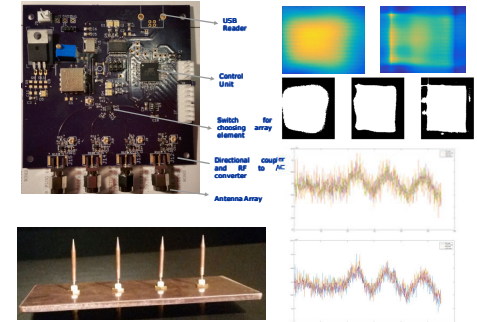 USB
Reader
Control
Unit
Switch for
choosing array
element
Directional coupler
and RF to
converter
Antenna Array